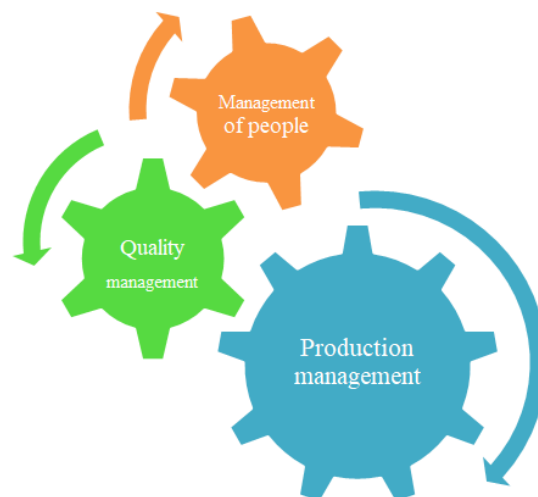 Management
of people
Quality
management
Production
management